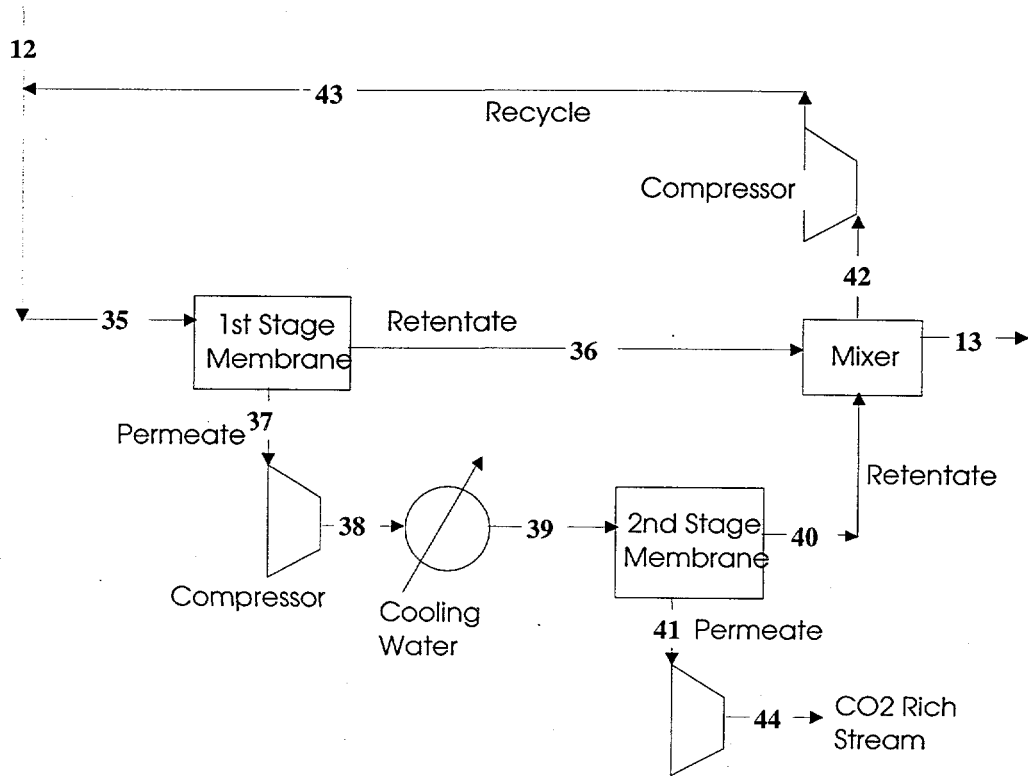 12
43
Recycle
Compressor
42
35
1st Stage
Membrane
Retentate
36
Mixer
13
37
Permeate
Retentate
38
39
2nd Stage
Membrane
40
Compressor
Cooling
Water
41
Permeate
44
CO2 Rich
Stream